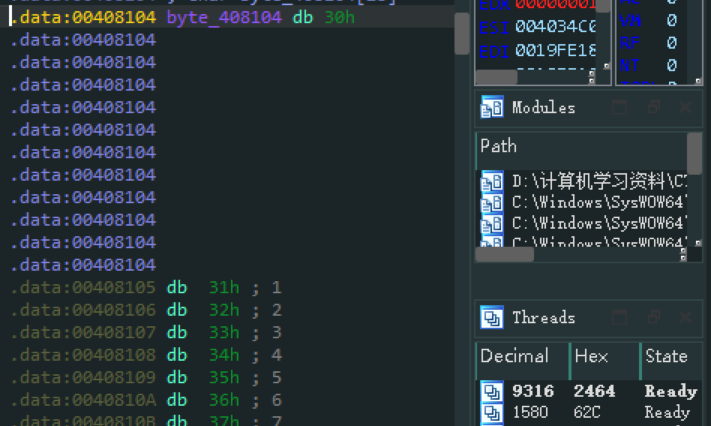 .data:00408104 byte_408104 db 30h
.data:00408104
.data:00408104
.data:00408104
.data:00408104
.data:00408104
.data:00408104
.data:00408104
.data:00408104
.data:00408104
.data:00408104
.data:00408104
.data:00408105 db 31h ; 1
.data:00408106 db 32h ; 2
.data:00408107 db 33h ; 3
.data:00408108 db 34h ; 4
.data:00408109 db 35h ; 5
.data:0040810A db 36h ; 6
.data:0040810B db 37h ; 7
ESI 004034C0
EDI 0019FE18
0
0
0
Modules
Path
D:\计算机学习资料\C
C:\Windows\SysWOW64
C:\Windows\SysWOW64
C:\Windows\SysWOW64
Threads
Decimal Hex State
9316 2464 Ready
1580 62C Ready